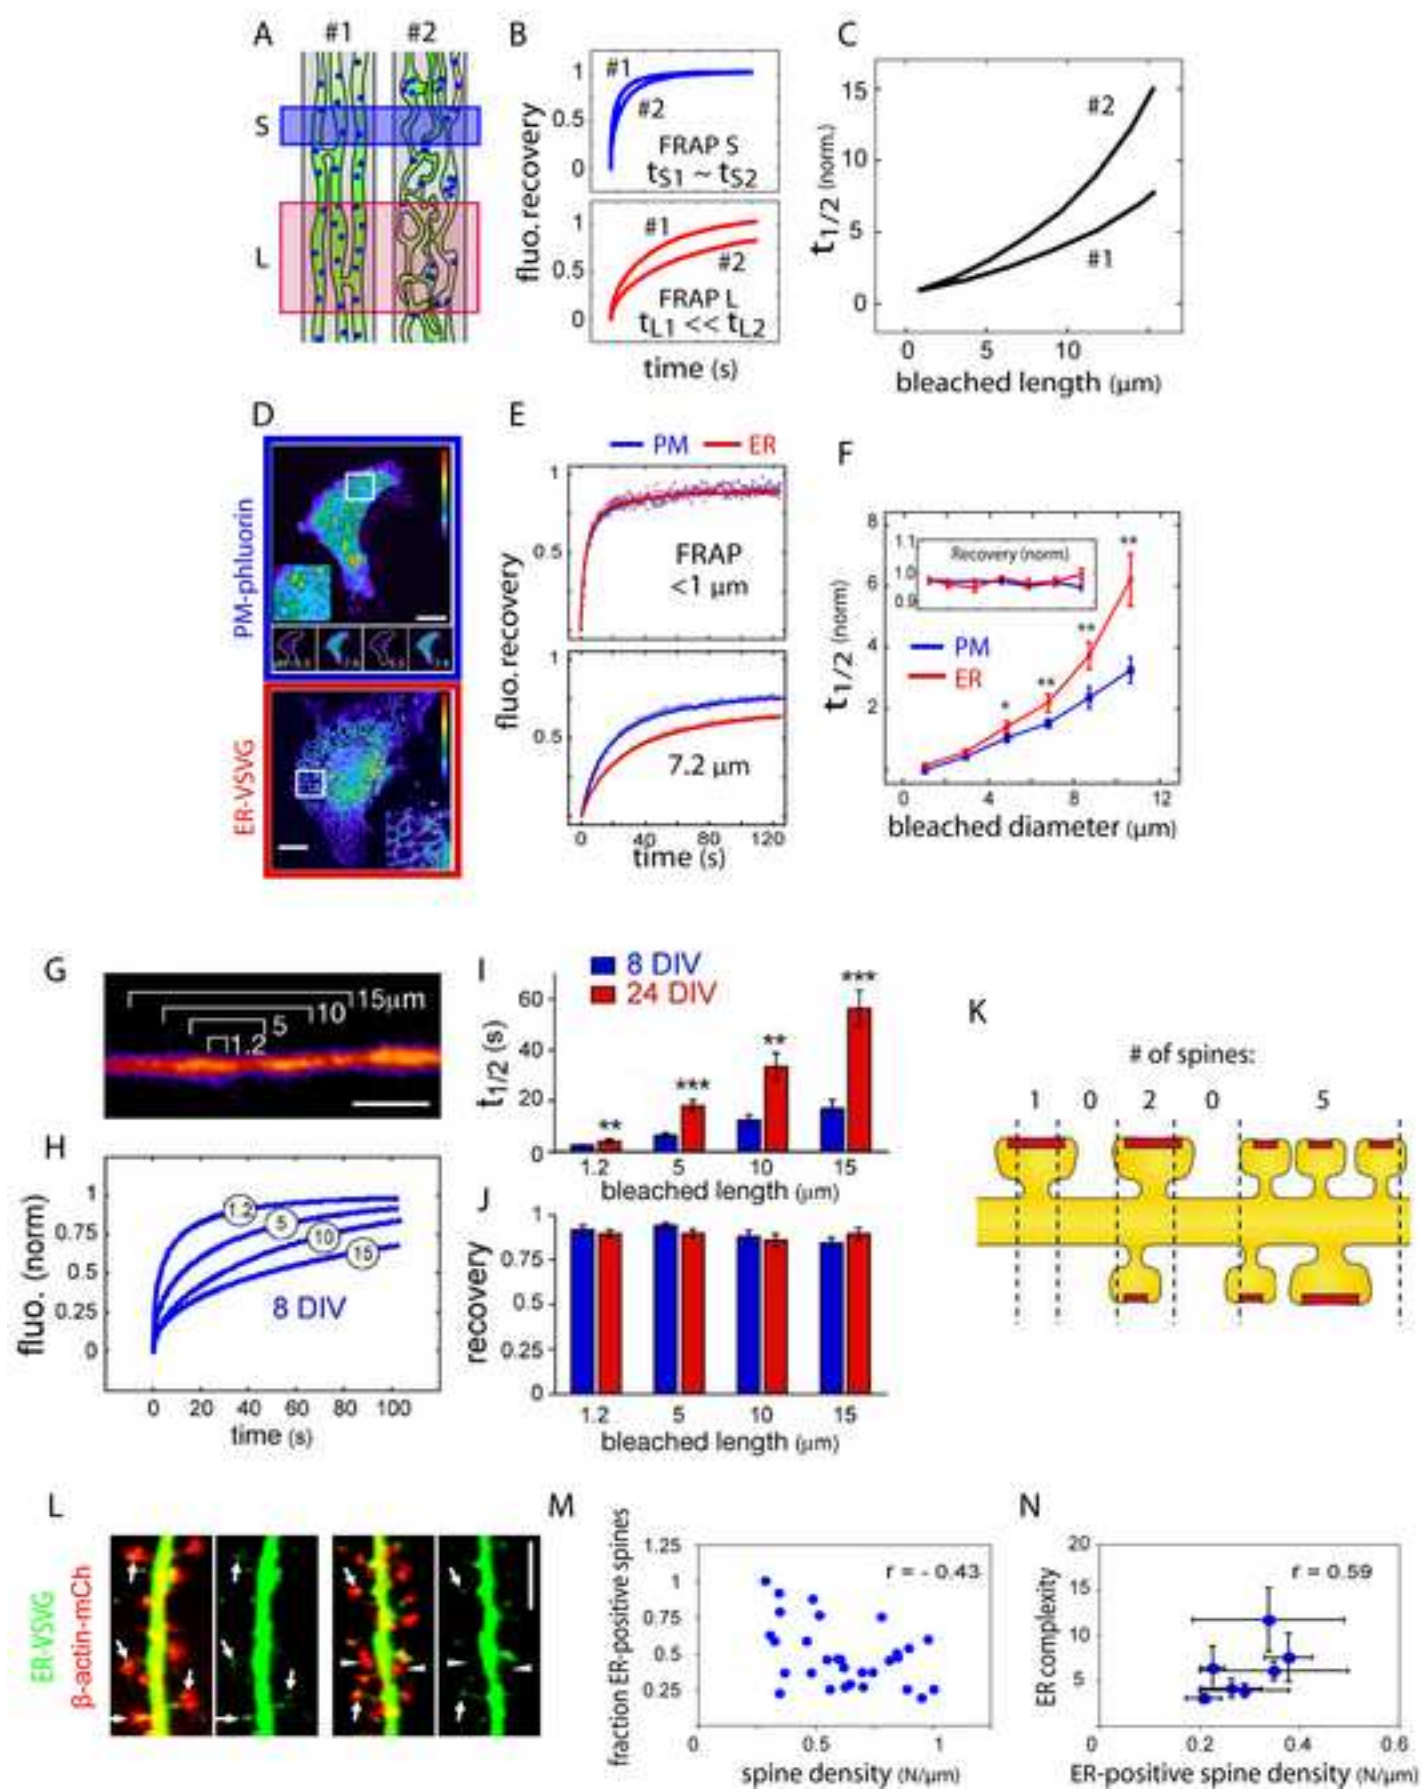 A
#1
#2
S
L
B
fluo. recovery
1
0.5
0
#1
#2
FRAP S
tS1 ~ tS2
1
0.5
0
#1
#2
FRAP L
tL1 << tL2
time (s)
C
t1/2 (norm.)
15
10
5
0
#2
#1
0
5
10
bleached length (μm)
D
PM-phluorin
ER-VSVG
E
PM
ER
fluo. recovery
1
0.5
FRAP
<1 μm
1
0.5
7.2 μm
0
40
80
120
time (s)
F
t1/2 (norm)
8
6
4
2
1.1
1.0
0.9
Recovery (norm)
PM
ER
*
**
**
**
0
4
8
12
bleached diameter (μm)
G
15μm
10
5
1.2
H
fluo. (norm)
1
0.75
0.5
0.25
0
1.2
5
10
15
8 DIV
0 20 40 60 80 100
time (s)
I
8 DIV
24 DIV
t1/2 (s)
60
40
20
0
**
***
**
***
1.2
5
10
15
bleached length (μm)
J
recovery
1
0.75
0.5
0.25
0
1.2
5
10
15
bleached length (μm)
K
# of spines:
1 0 2 0 5
L
ER-VSVG
β-actin-mCh
M
fraction ER-positive spines
1.25
1
0.75
0.5
0.25
r = - 0.43
0
0.5
1
spine density (N/μm)
N
ER complexity
20
15
10
5
r = 0.59
0
0.2
0.4
0.6
ER-positive spine density (N/μm)